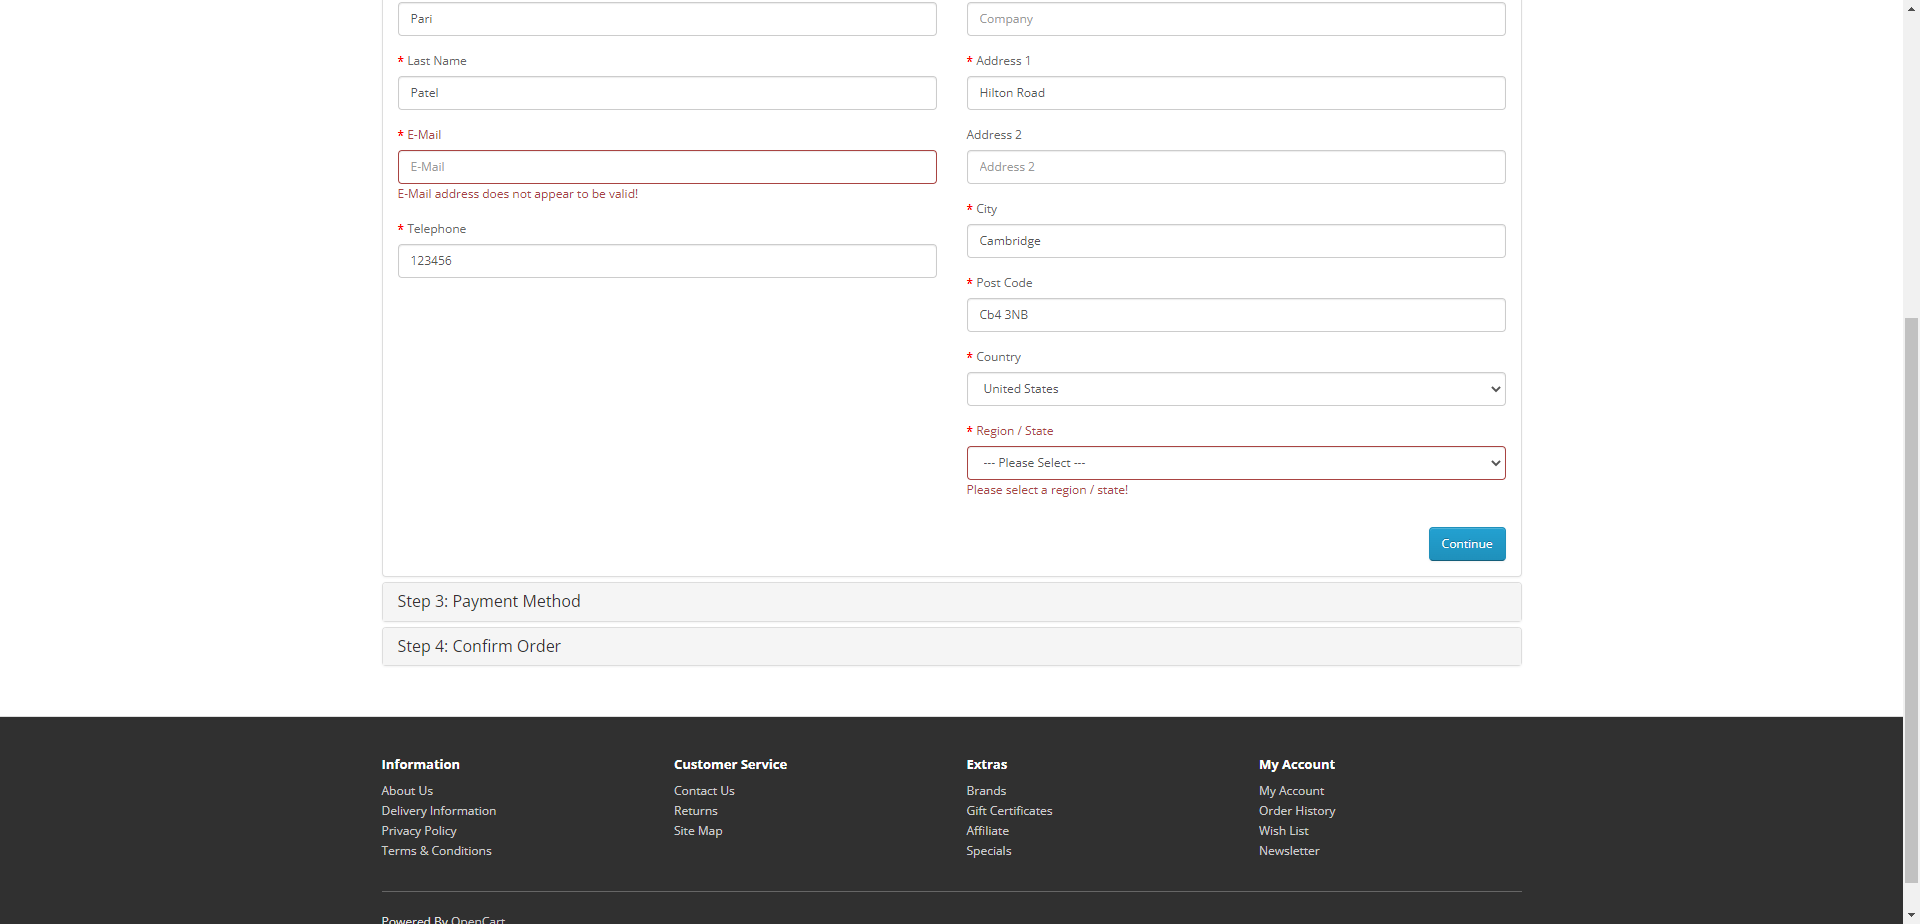 Pari
* Last Name
Patel
* E-Mail
E-Mail
E-Mail address does not appear to be valid!
* Telephone
123456
Company
* Address 1
Hilton Road
Address 2
Address 2
* City
Cambridge
* Post Code
Cb4 3NB
* Country
United States
* Region / State
--- Please Select ---
Please select a region / state!
Continue
Step 3: Payment Method
Step 4: Confirm Order
Information
About Us
Delivery Information
Privacy Policy
Terms & Conditions
Customer Service
Contact Us
Returns
Site Map
Extras
Brands
Gift Certificates
Affiliate
Specials
My Account
My Account
Order History
Wish List
Newsletter
Powered By OpenCart